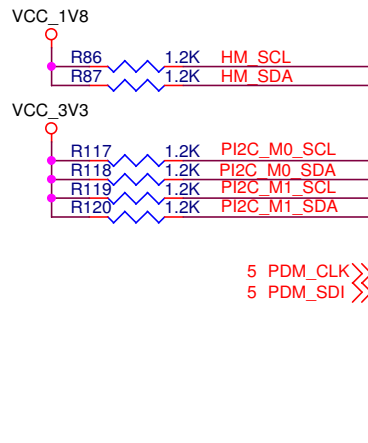 VCC_1V8
R86 1.2K HM_SCL
R87 1.2K HM_SDA
VCC_3V3
R117 1.2K PI2C_M0_SCL
R118 1.2K PI2C_M0_SDA
R119 1.2K PI2C_M1_SCL
R120 1.2K PI2C_M1_SDA
5 PDM_CLK
5 PDM_SDI